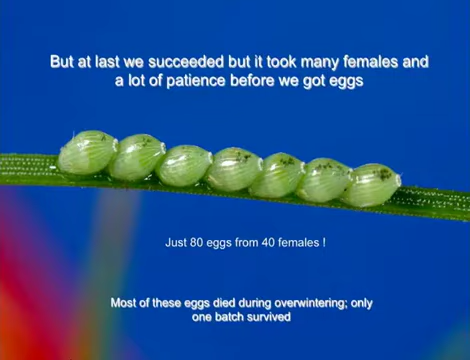 But at last we succeeded but it took many females and
a lot of patience before we got eggs
Just 80 eggs from 40 females !
Most of these eggs died during overwintering; only
one batch survived